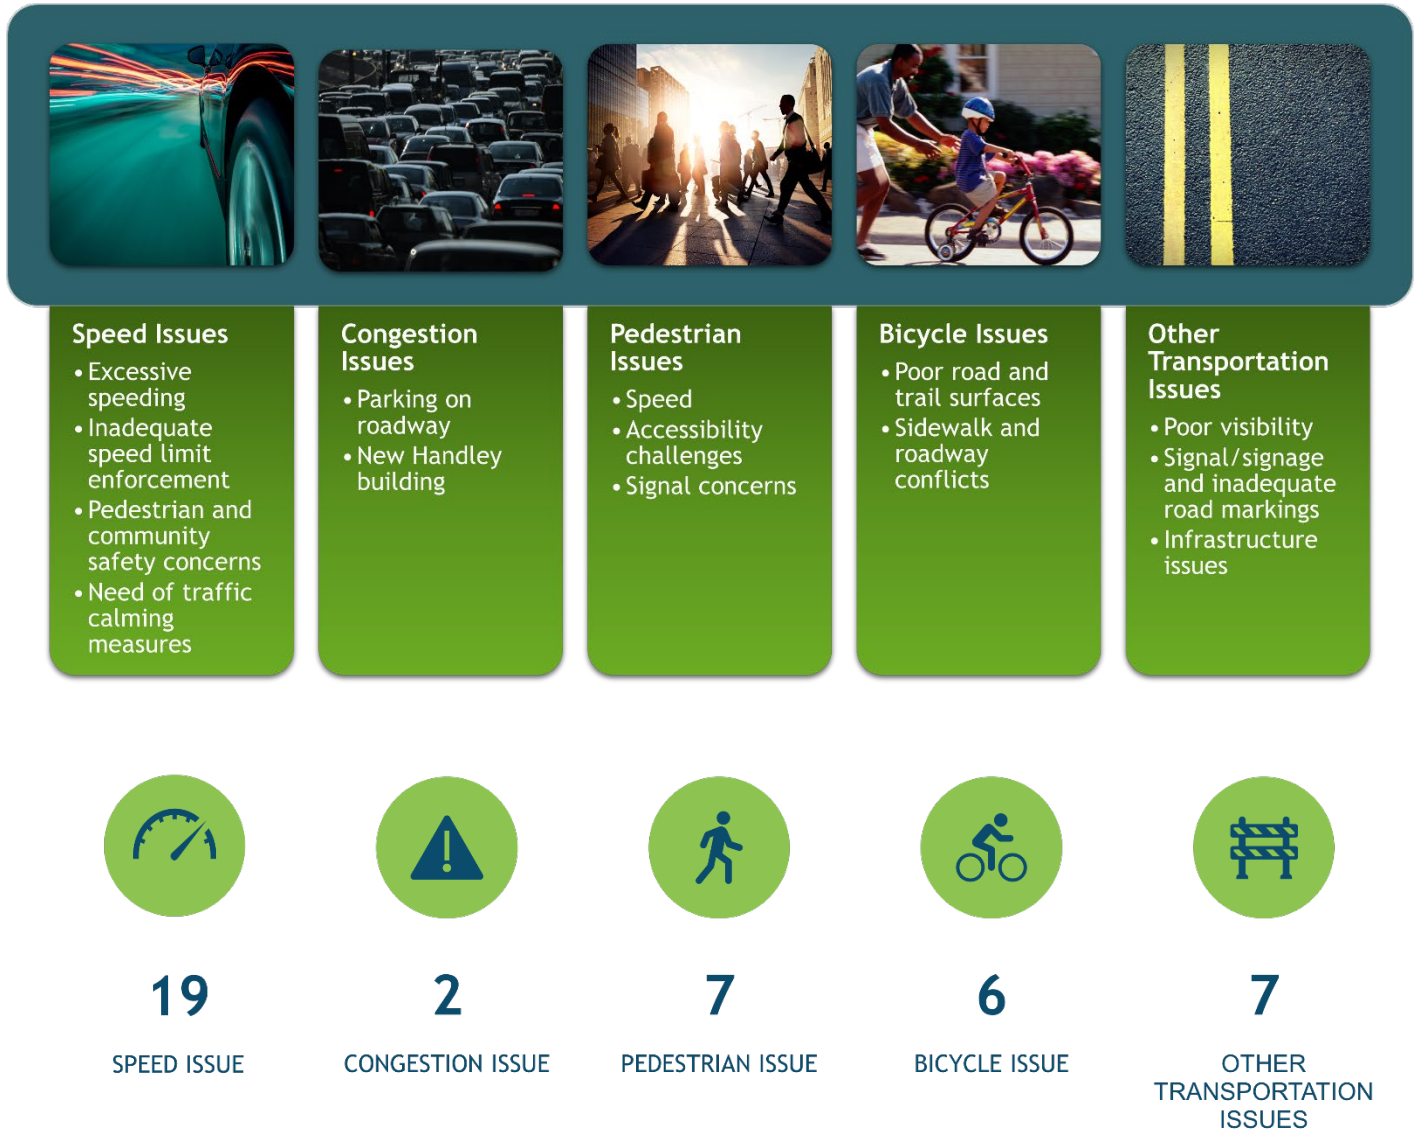 Speed Issues
• Excessive
speeding
• Inadequate
speed limit
enforcement
• Pedestrian and
community
safety concerns
• Need of traffic
calming
measures
Congestion
Issues
• Parking on
roadway
• New Handley
building
Pedestrian
Issues
• Speed
• Accessibility
challenges
• Signal concerns
Bicycle Issues
• Poor road and
trail surfaces
• Sidewalk and
roadway
conflicts
Other
Transportation
Issues
• Poor visibility
• Signal/signage
and inadequate
road markings
• Infrastructure
issues
19
SPEED ISSUE
2
CONGESTION ISSUE
7
PEDESTRIAN ISSUE
6
BICYCLE ISSUE
7
OTHER
TRANSPORTATION
ISSUES